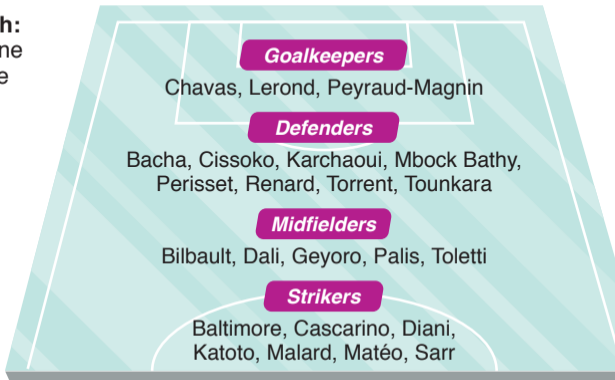 h:
ne
e
Goalkeepers
Chavas, Lerond, Peyraud-Magnin
Defenders
Bacha, Cissoko, Karchaoui, Mbock Bathy,
Perisset, Renard, Torrent, Tounkara
Midfielders
Bilbault, Dali, Geyoro, Palis, Toletti
Strikers
Baltimore, Cascarino, Diani,
Katoto, Malard, Matéo, Sarr